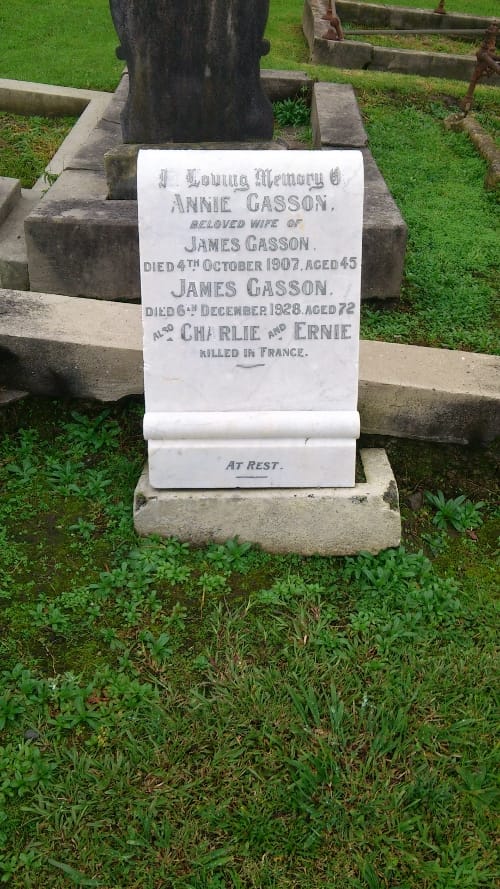 In Loving Memory Of
ANNIE GASSON.
BELOVED WIFE OF
JAMES GASSON.
DIED 4TH OCTOBER 1907, AGED 45
JAMES GASSON.
DIED 6TH DECEMBER 1928, AGED 72
ALSO CHARLIE AND ERNIE
KILLED IN FRANCE.
AT REST.